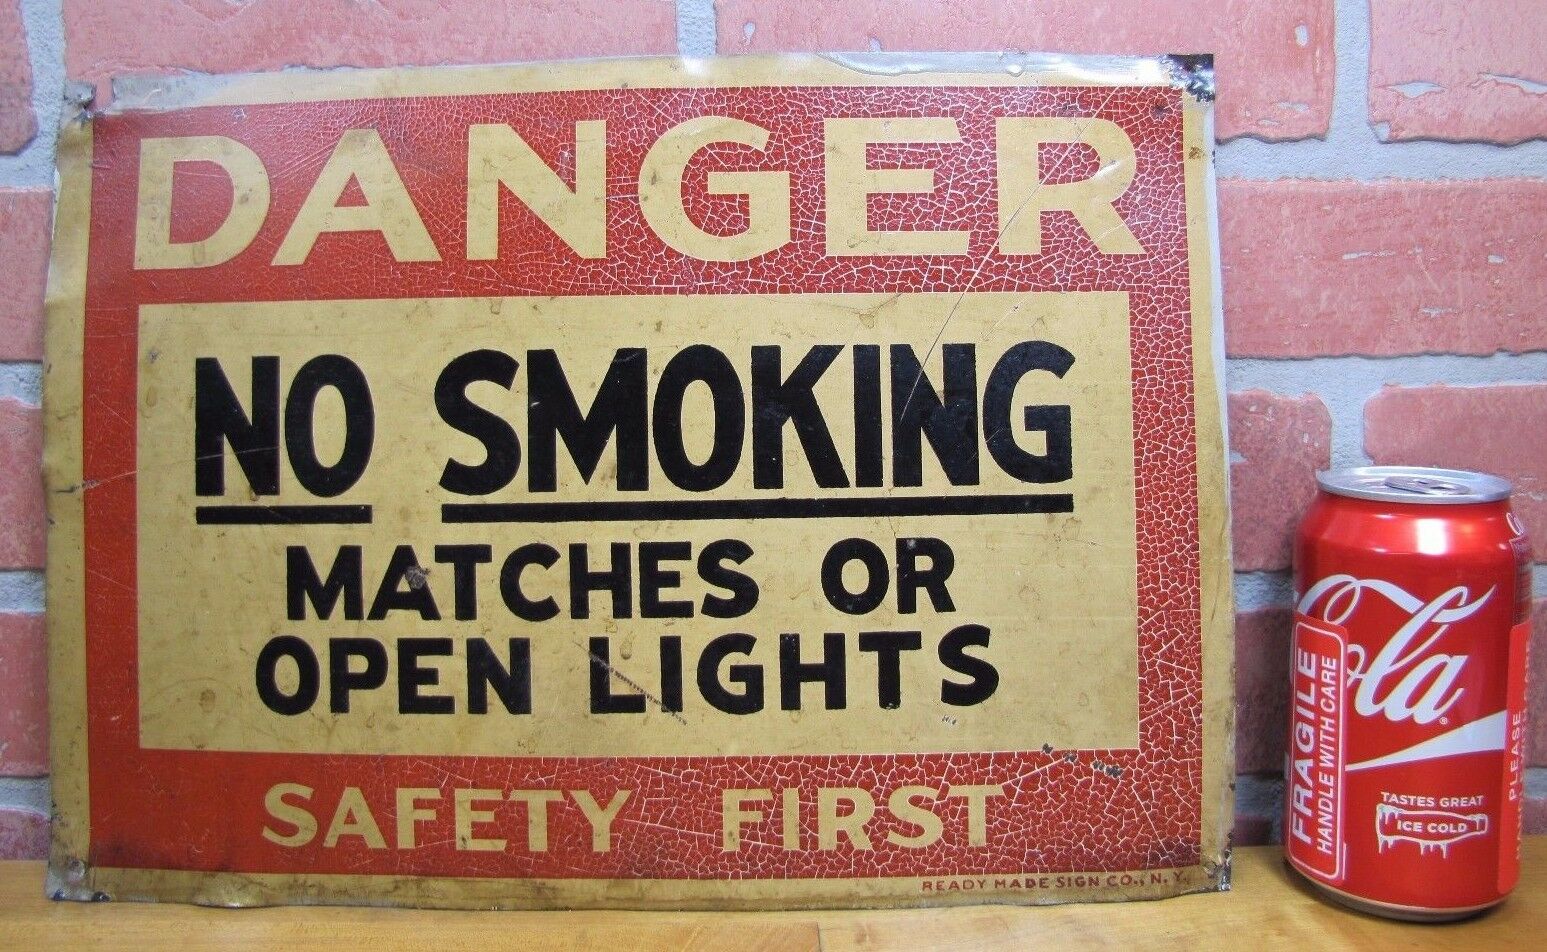 DANGER
NO SMOKING
MATCHES OR
OPEN LIGHTS
SAFETY FIRST
READY MADE SIGN CO., N. Y.
Cola
FRAGILE
HANDLE WITH CARE
TASTES GREAT
ICE COLD
PLEASE